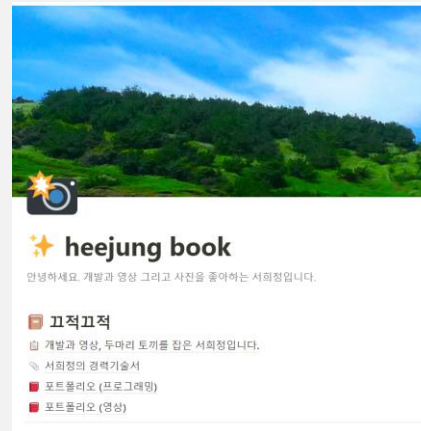 heejung book
안녕하세요. 개발과 영상 그리고 사진을 좋아하는 서희정입니다.
끄적끄적
개발과 영상, 두마리 토끼를 잡은 서희정입니다.
서희정의 경력기술서
포트폴리오 (프로그래밍)
포트폴리오 (영상)